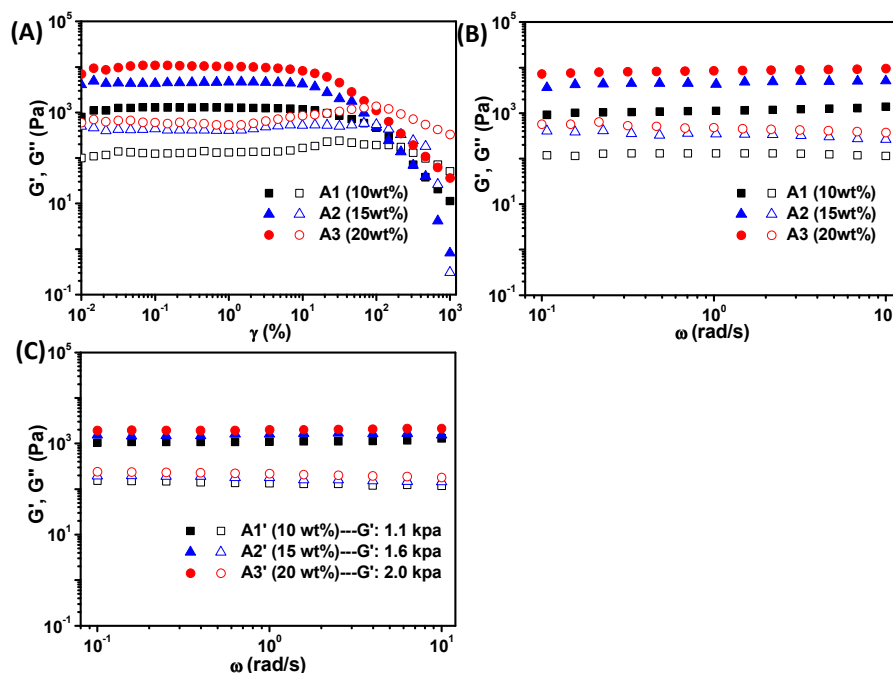 (A)
10^5
10^3
10^1
10^-1
G', G'' (Pa)
A1 (10wt%)
A2 (15wt%)
A3 (20wt%)
10^-2 10^-1 10^0 10^1 10^2 10^3
γ (%)
(B)
10^5
10^3
10^1
10^-1
G', G'' (Pa)
A1 (10wt%)
A2 (15wt%)
A3 (20wt%)
10^-1 10^0 10
ω (rad/s)
(C)
10^5
10^3
10^1
10^-1
G', G'' (Pa)
A1' (10 wt%)---G': 1.1 kpa
A2' (15 wt%)---G': 1.6 kpa
A3' (20 wt%)---G': 2.0 kpa
10^-1 10^0 10^1
ω (rad/s)